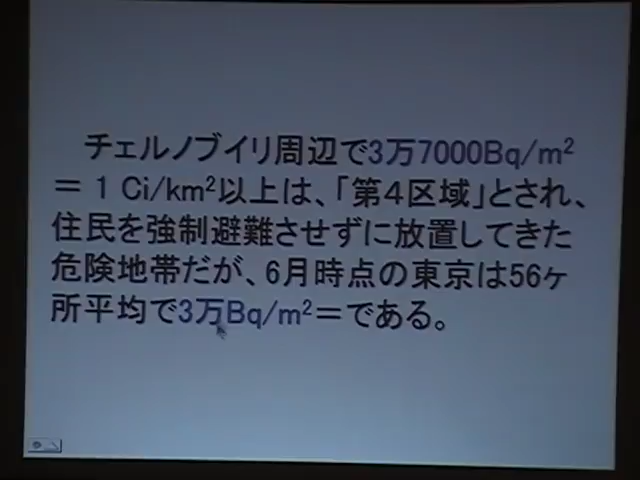 チェルノブイリ周辺で3万7000Bq/m²
＝１Ci/km²以上は、「第４区域」とされ、
住民を強制避難させずに放置してきた
危険地帯だが、6月時点の東京は56ヶ
所平均で3万Bq/m²＝である。